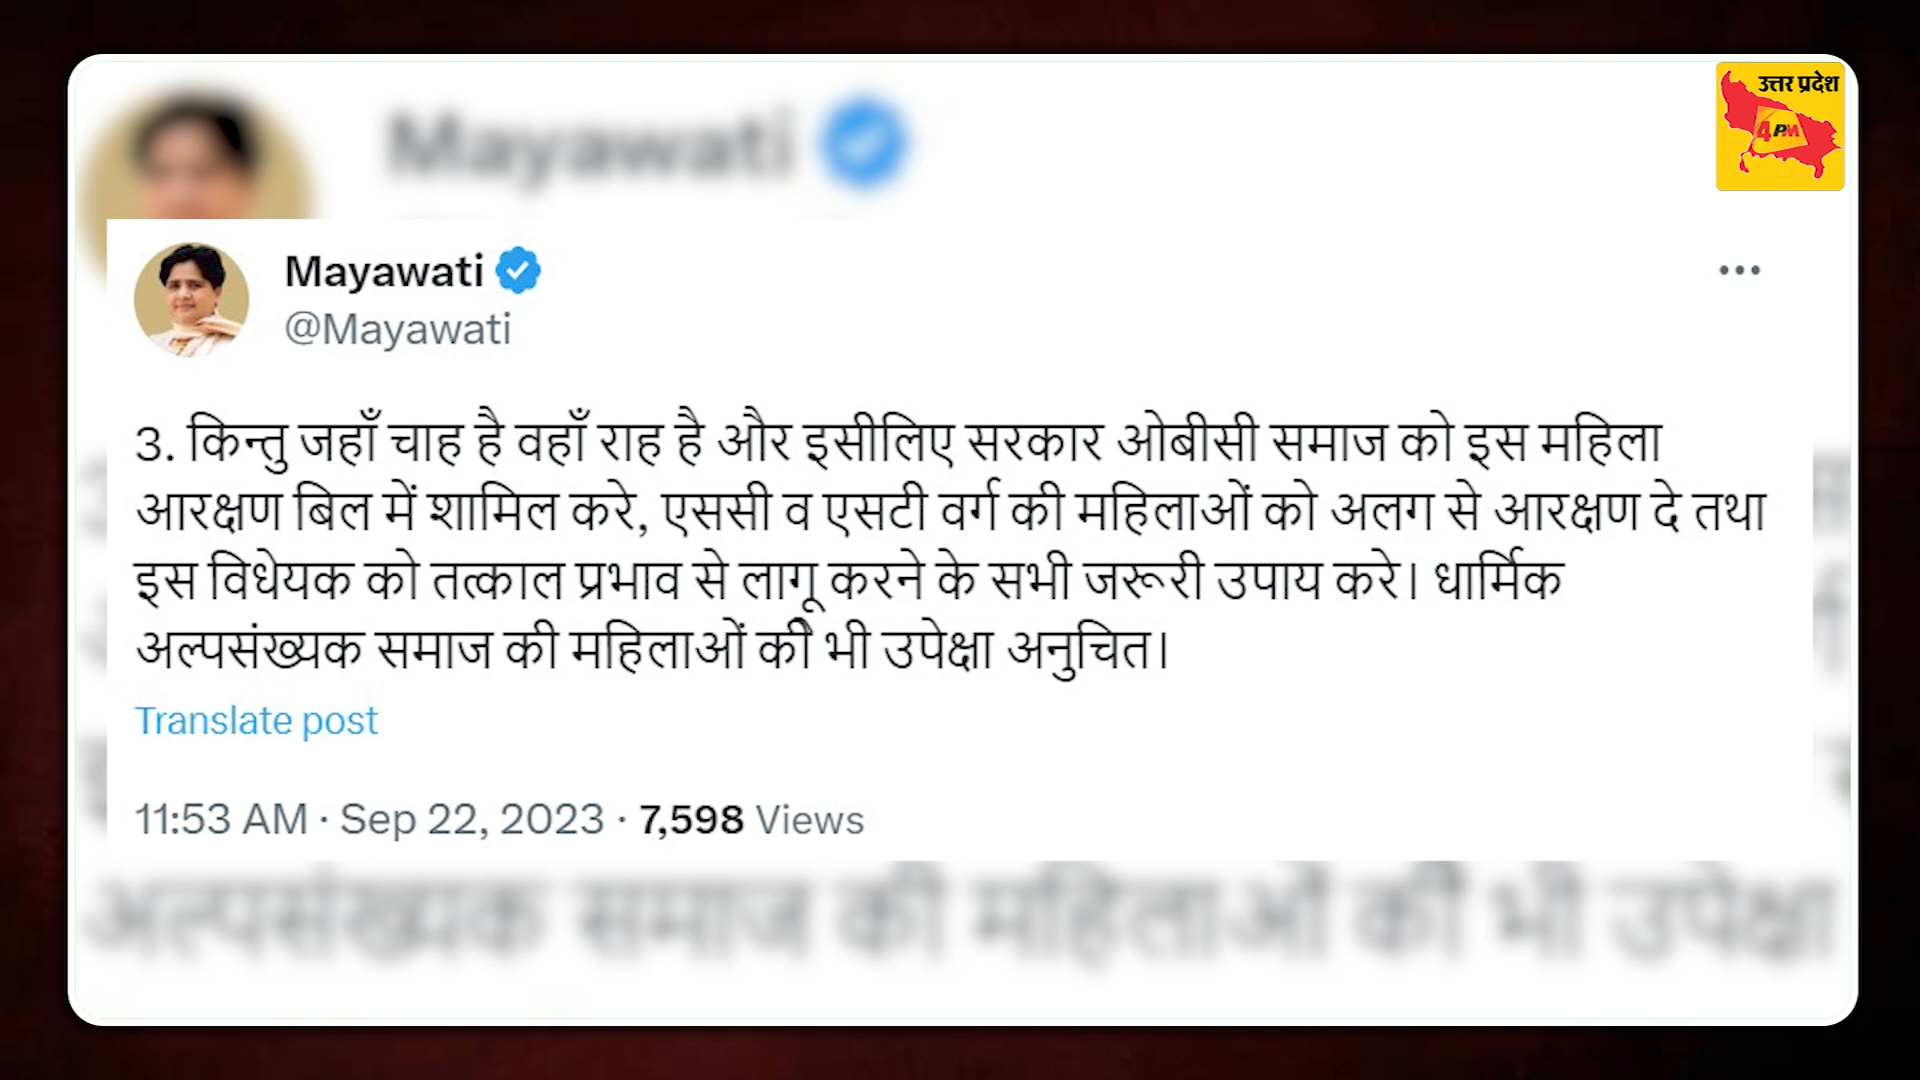 उत्तर प्रदेश
4PM
Mayawati
Mayawati
@Mayawati
3. किन्तु जहाँ चाह है वहाँ राह है और इसीलिए सरकार ओबीसी समाज को इस महिला
आरक्षण बिल में शामिल करे, एससी व एसटी वर्ग की महिलाओं को अलग से आरक्षण दे तथा
इस विधेयक को तत्काल प्रभाव से लागू करने के सभी जरूरी उपाय करे। धार्मिक
अल्पसंख्यक समाज की महिलाओं की भी उपेक्षा अनुचित।
Translate post
11:53 AM · Sep 22, 2023 · 7,598 Views
अल्पसंख्यक समाज की महिलाओं की भी उपेक्षा